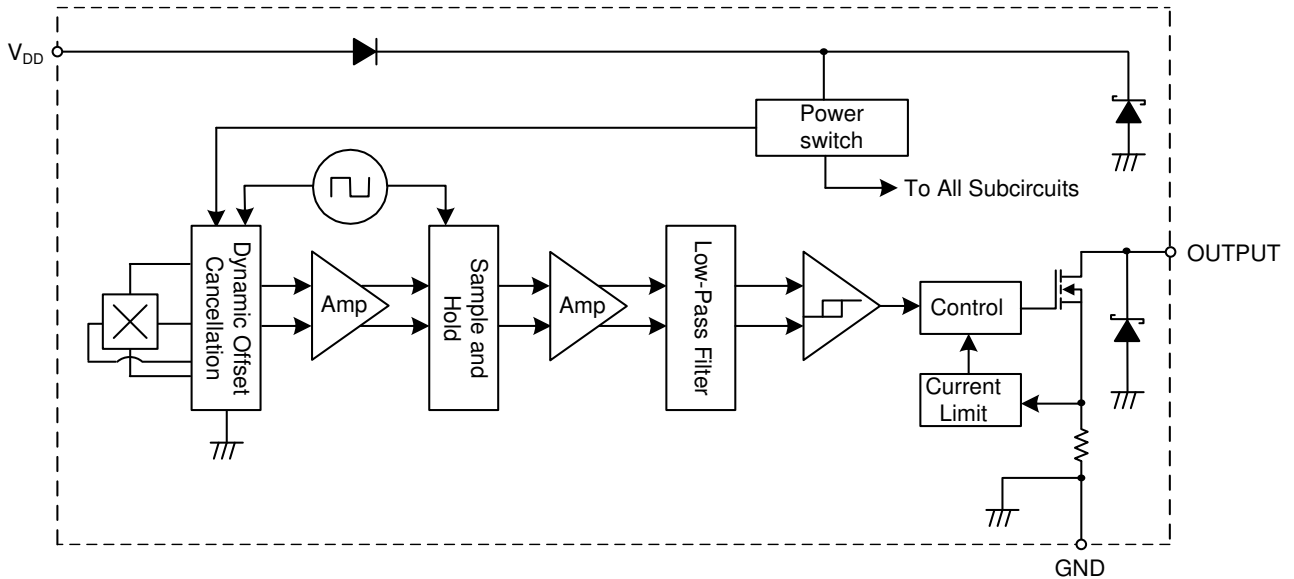 V_DD
Power
switch
To All Subcircuits
OUTPUT
Dynamic Offset
Cancellation
Amp
Sample and
Hold
Amp
Low-Pass Filter
Control
Current
Limit
GND